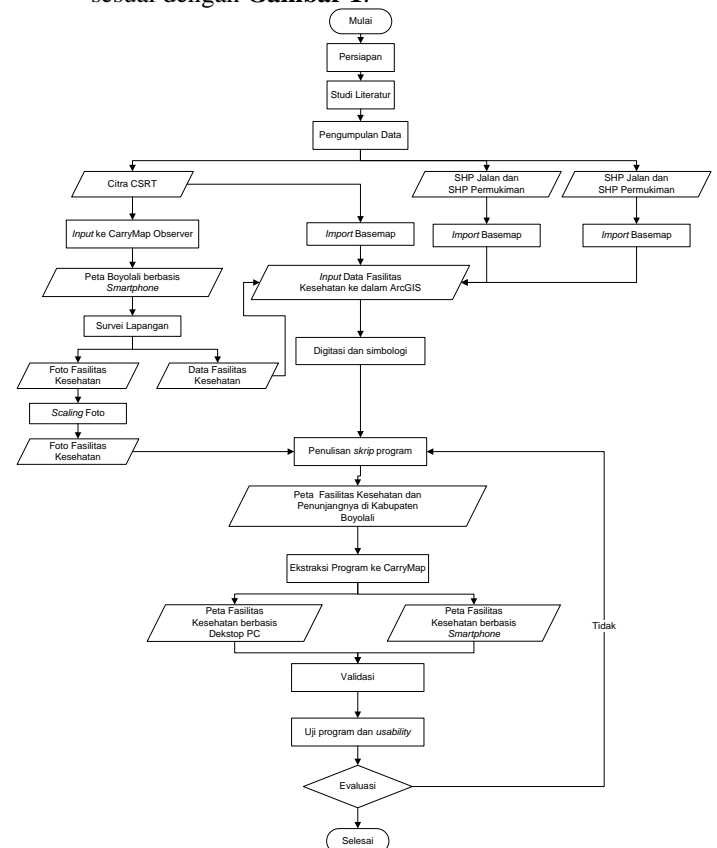 sesuai dengan Gambar 1.
Mulai
Persiapan
Studi Literatur
Pengumpulan Data
Citra CSRT
SHP Jalan dan
SHP Permukiman
SHP Jalan dan
SHP Permukiman
Input ke CarryMap Observer
Import Basemap
Import Basemap
Import Basemap
Peta Boyolali berbasis
Smartphone
Input Data Fasilitas
Kesehatan ke dalam ArcGIS
Survei Lapangan
Digitasi dan simbologi
Foto Fasilitas
Kesehatan
Data Fasilitas
Kesehatan
Scaling Foto
Foto Fasilitas
Kesehatan
Penulisan skrip program
Peta Fasilitas Kesehatan dan
Penunjangnya di Kabupaten
Boyolali
Ekstraksi Program ke CarryMap
Peta Fasilitas
Kesehatan berbasis
Dekstop PC
Peta Fasilitas
Kesehatan berbasis
Smartphone
Tidak
Validasi
Uji program dan usability
Evaluasi
Selesai